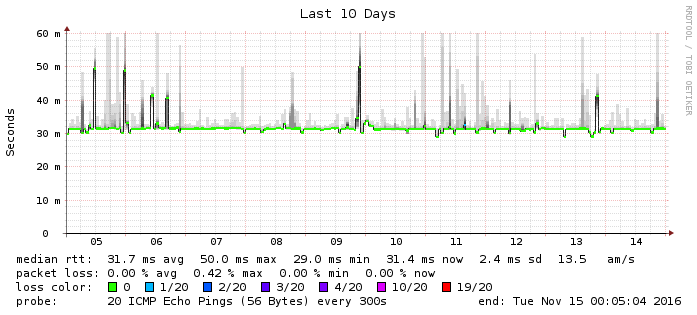 Last 10 Days
RRDTOOL / TOBI OETIKER
Seconds
60 m
50 m
40 m
30 m
20 m
10 m
0
05 06 07 08 09 10 11 12 13 14
median rtt: 31.7 ms avg 50.0 ms max 29.0 ms min 31.4 ms now 2.4 ms sd 13.5 am/s
packet loss: 0.00 % avg 0.42 % max 0.00 % min 0.00 % now
loss color: 0 1/20 2/20 3/20 4/20 10/20 19/20
probe: 20 ICMP Echo Pings (56 Bytes) every 300s end: Tue Nov 15 00:05:04 2016